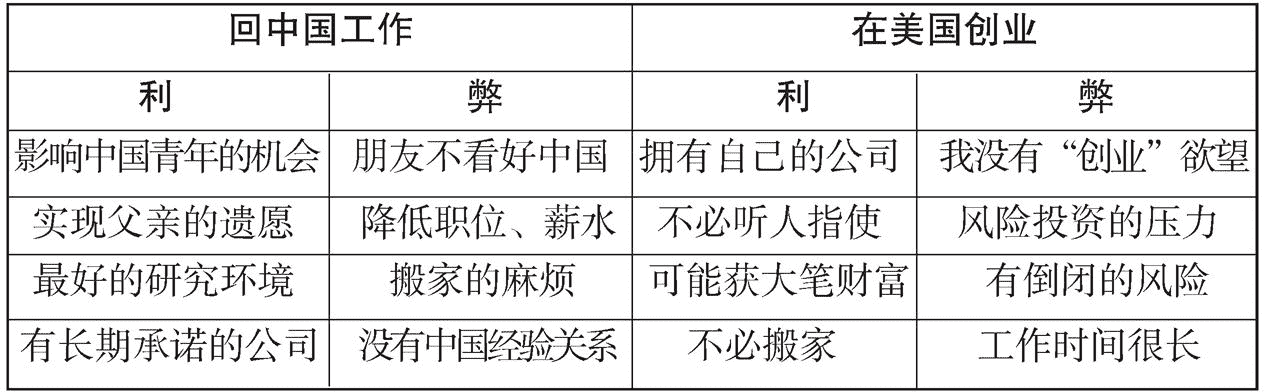 回中国工作 在美国创业
利 弊 利 弊
影响中国青年的机会 朋友不看好中国 拥有自己的公司 我没有“创业”欲望
实现父亲的遗愿 降低职位、薪水 不必听人指使 风险投资的压力
最好的研究环境 搬家的麻烦 可能获大笔财富 有倒闭的风险
有长期承诺的公司 没有中国经验关系 不必搬家 工作时间很长